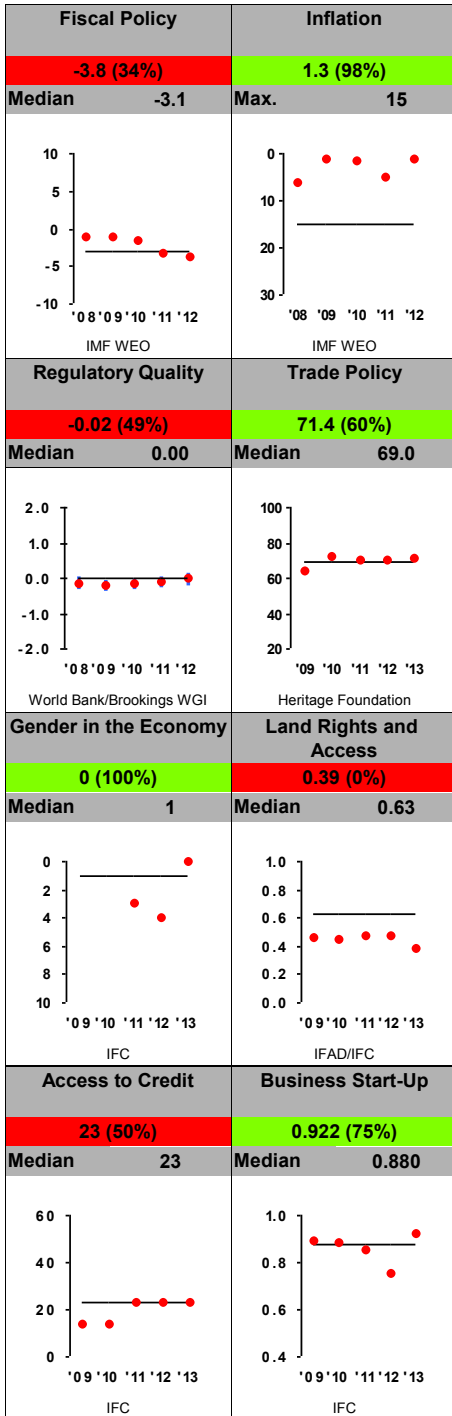 Fiscal Policy
-3.8 (34%)
Median -3.1
10
5
0
-5
-10
'08 '09 '10 '11 '12
IMF WEO
Inflation
1.3 (98%)
Max. 15
0
10
20
30
'08 '09 '10 '11 '12
IMF WEO
Regulatory Quality
-0.02 (49%)
Median 0.00
2.0
1.0
0.0
-1.0
-2.0
'08 '09 '10 '11 '12
World Bank/Brookings WGI
Trade Policy
71.4 (60%)
Median 69.0
100
80
60
40
20
'09 '10 '11 '12 '13
Heritage Foundation
Gender in the Economy
0 (100%)
Median 1
0
2
4
6
8
10
'09 '10 '11 '12 '13
IFC
Land Rights and
Access
0.39 (0%)
Median 0.63
1.0
0.8
0.6
0.4
0.2
0.0
'09 '10 '11 '12 '13
IFAD/IFC
Access to Credit
23 (50%)
Median 23
60
40
20
0
'09 '10 '11 '12 '13
IFC
Business Start-Up
0.922 (75%)
Median 0.880
1.0
0.8
0.6
0.4
'09 '10 '11 '12 '13
IFC